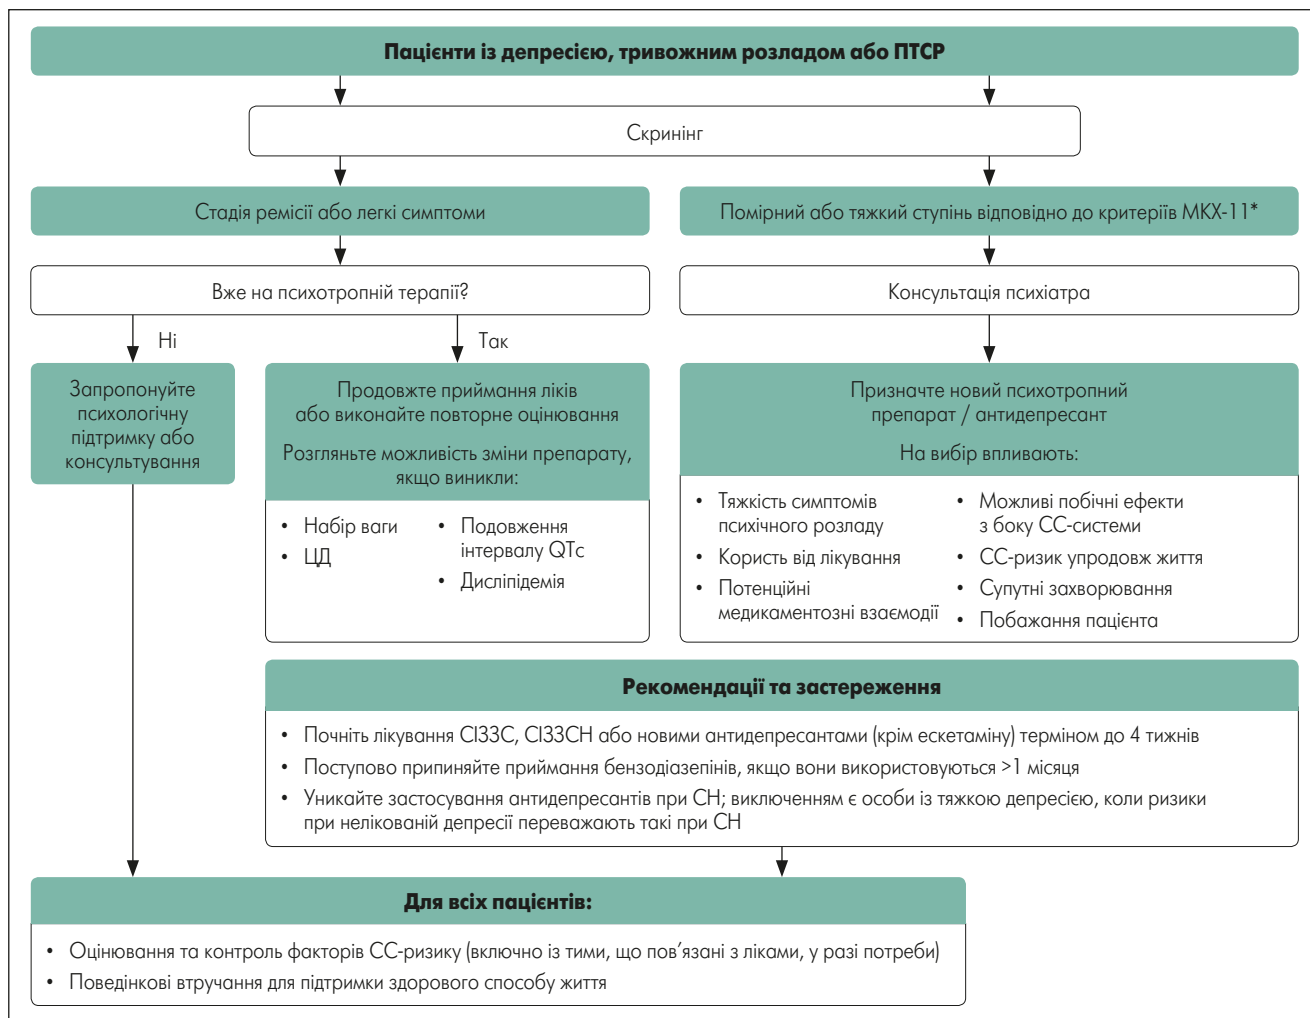 Пацієнти із депресією, тривожним розладом або ПТСР
Скринінг
Стадія ремісії або легкі симптоми
Помірний або тяжкий ступінь відповідно до критеріїв МКХ-11*
Вже на психотропній терапії?
Консультація психіатра
Ні
Так
Запропонуйте
психологічну
підтримку або
консультування
Продовжте приймання ліків
або виконайте повторне оцінювання
Розгляньте можливість зміни препарату,
якщо виникли:
• Набір ваги
• ЦД
• Подовження
інтервалу QTc
• Дисліпідемія
Призначте новий психотропний
препарат / антидепресант
На вибір впливають:
• Тяжкість симптомів
психічного розладу
• Користь від лікування
• Потенційні
медикаментозні взаємодії
• Можливі побічні ефекти
з боку СС-системи
• СС-ризик упродовж життя
• Супутні захворювання
• Побажання пацієнта
Рекомендації та застереження
• Почніть лікування СІЗЗС, СІЗЗСН або новими антидепресантами (крім ескетаміну) терміном до 4 тижнів
• Поступово припиняйте приймання бензодіазепінів, якщо вони використовуються >1 місяця
• Уникайте застосування антидепресантів при СН; виключенням є особи із тяжкою депресією, коли ризики
при нелікованій депресії переважають такі при СН
Для всіх пацієнтів:
• Оцінювання та контроль факторів СС-ризику (включно із тими, що пов’язані з ліками, у разі потреби)
• Поведінкові втручання для підтримки здорового способу життя